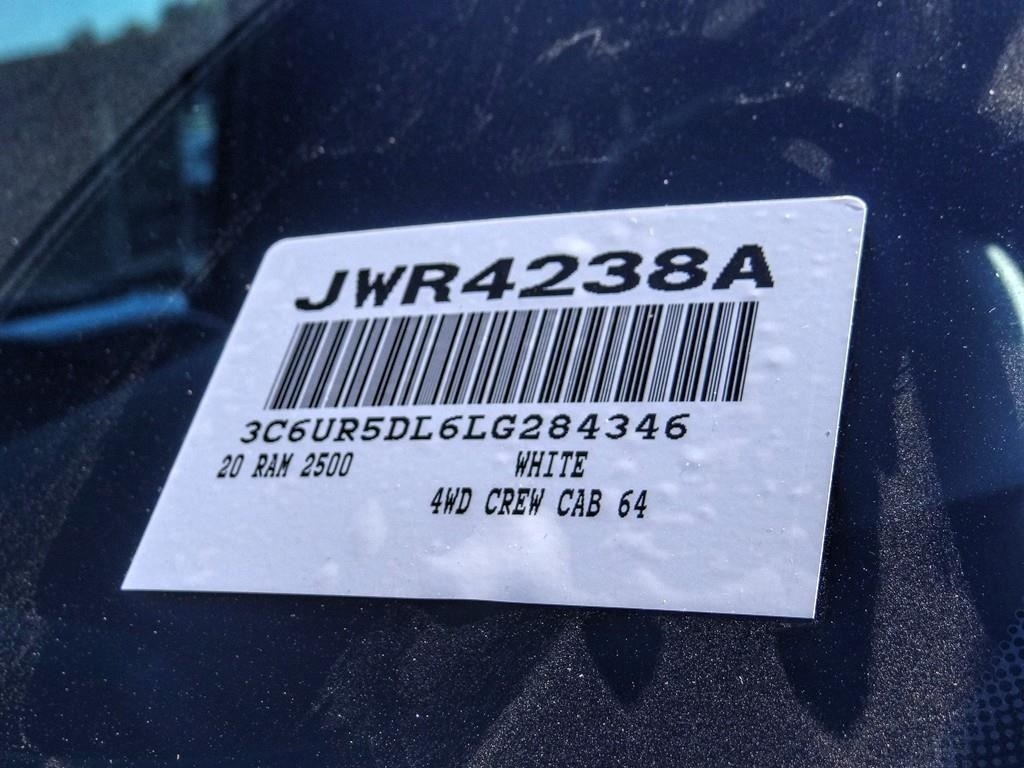 JWR4238A
3C6UR5DL6LG284346
20 RAM 2500 WHITE
4WD CREW CAB 64